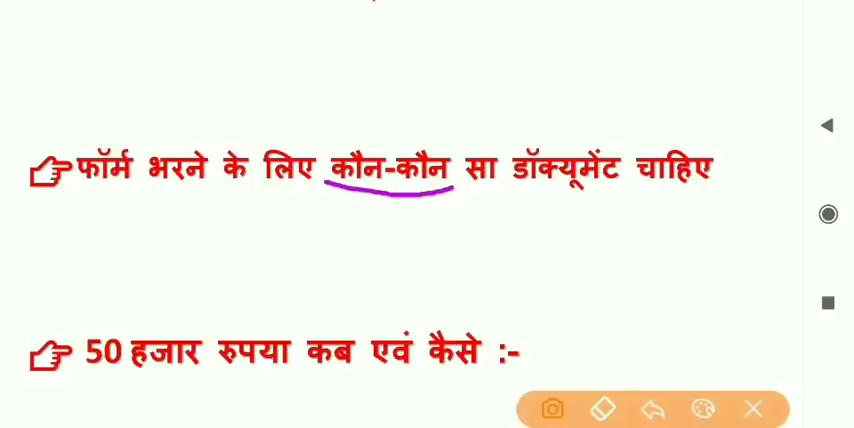 फॉर्म भरने के लिए कौन-कौन सा डॉक्यूमेंट चाहिए
50 हजार रुपया कब एवं कैसे :-